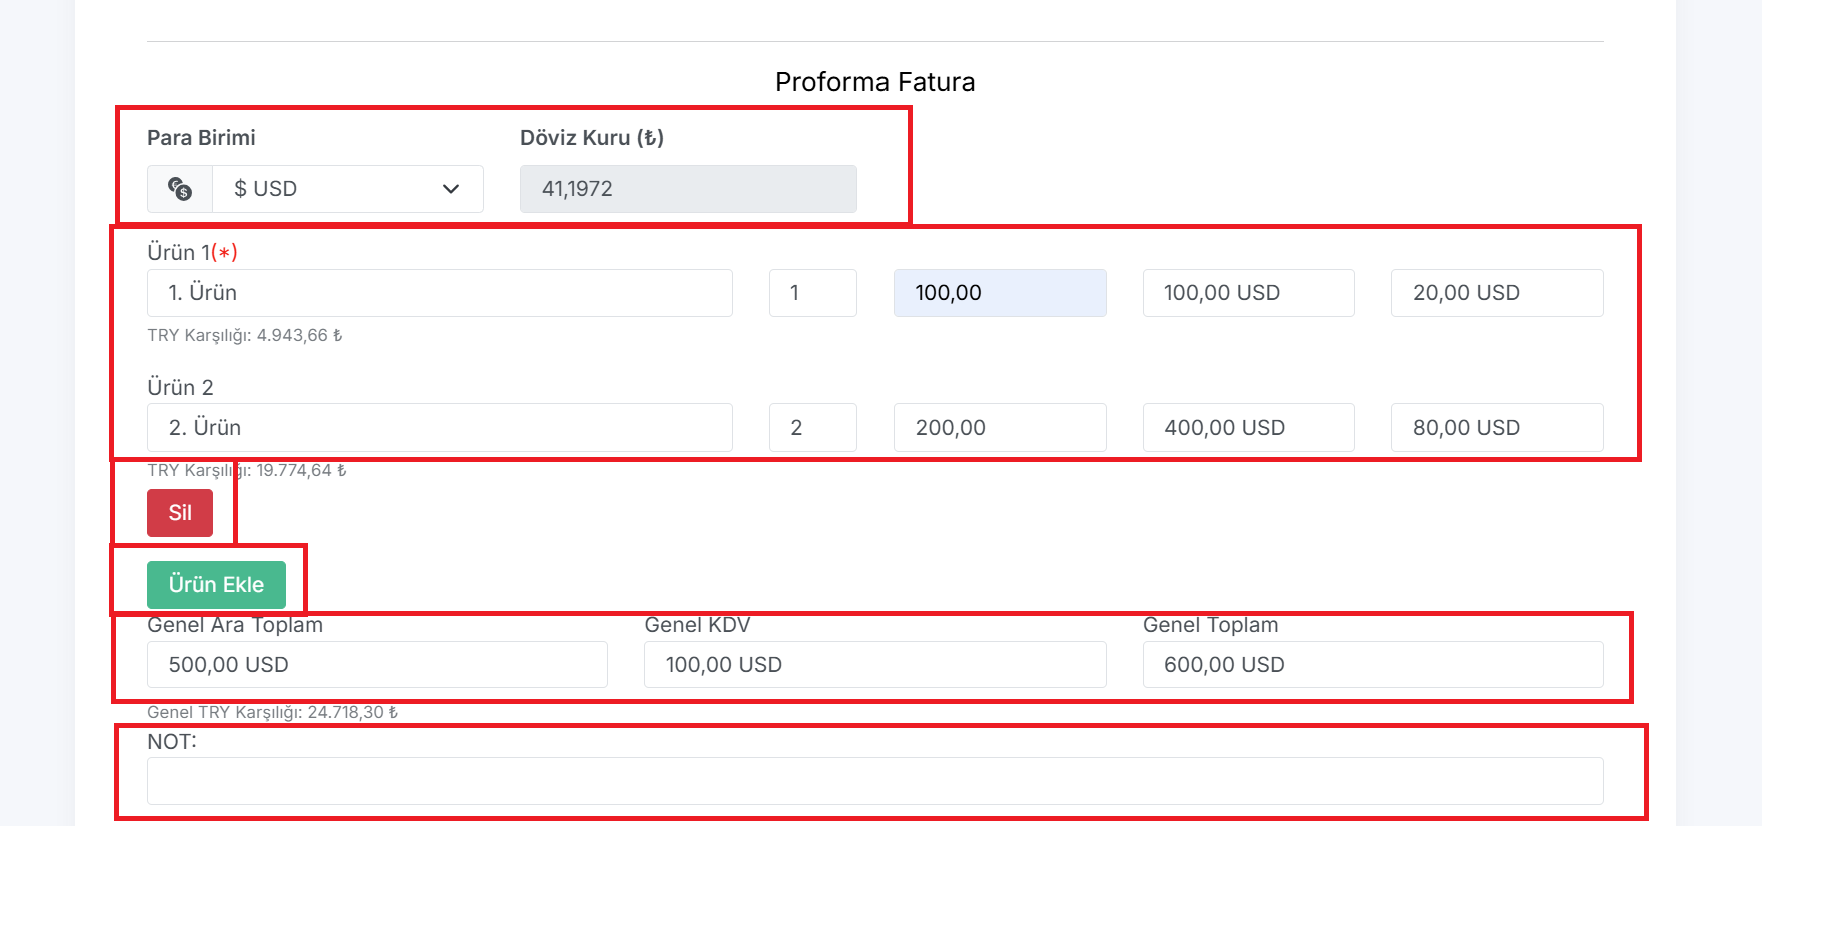 Proforma Fatura
Para Birimi Döviz Kuru (₺)
$ USD 41,1972
Ürün 1(*)
1. Ürün 1 100,00 100,00 USD 20,00 USD
TRY Karşılığı: 4.943,66 ₺
Ürün 2
2. Ürün 2 200,00 400,00 USD 80,00 USD
TRY Karşılığı: 19.774,64 ₺
Sil
Ürün Ekle
Genel Ara Toplam Genel KDV Genel Toplam
500,00 USD 100,00 USD 600,00 USD
Genel TRY Karşılığı: 24.718,30 ₺
NOT: